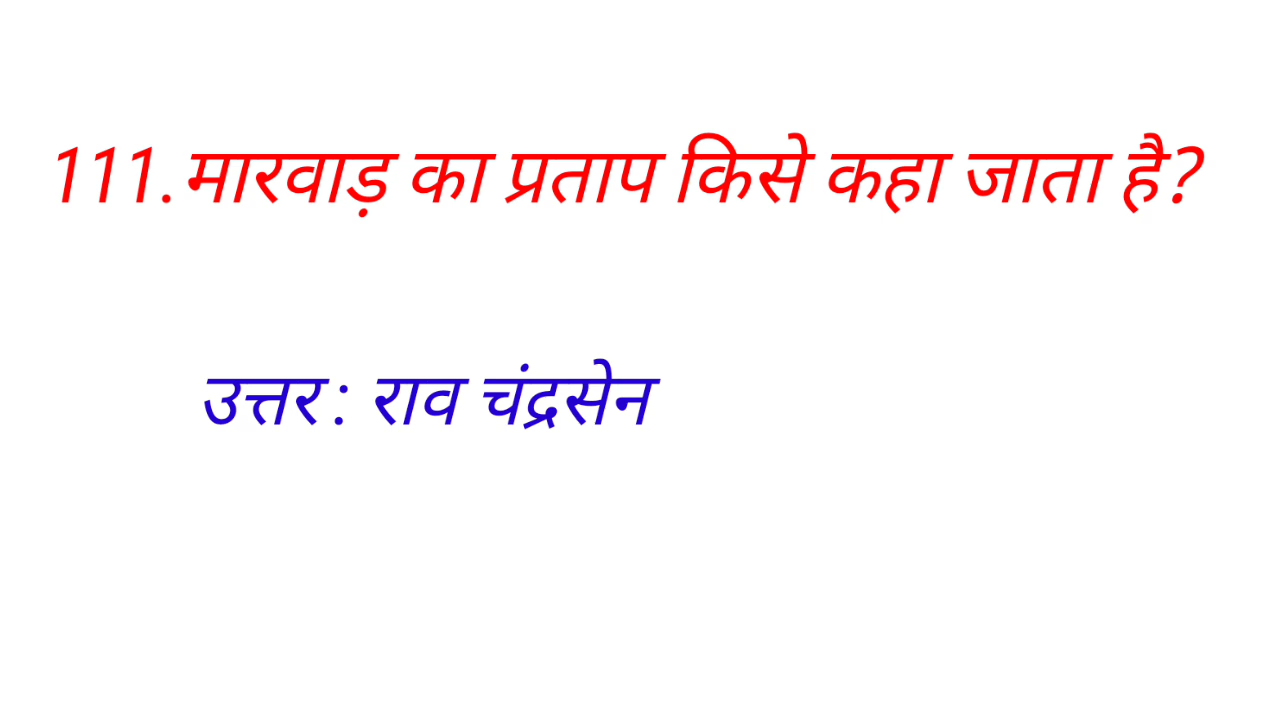 111.मारवाड़ का प्रताप किसे कहा जाता है?
उत्तर: राव चंद्रसेन